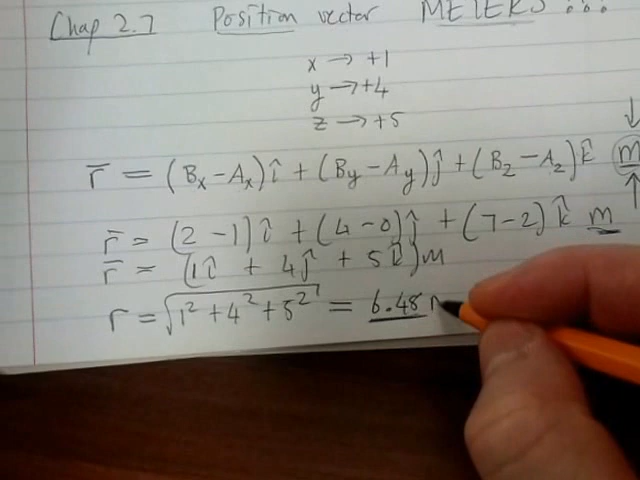 Chap 2.7 Position vector METERS !!!
x → +1
y → +4
z → +5
r̄ = (Bx - Ax)î + (By - Ay)ĵ + (Bz - Az)k̂ m
r̄ = (2 - 1)î + (4 - 0)ĵ + (7 - 2)k̂ m
r̄ = (1î + 4ĵ + 5k̂)m
r = √1² + 4² + 5² = 6.48